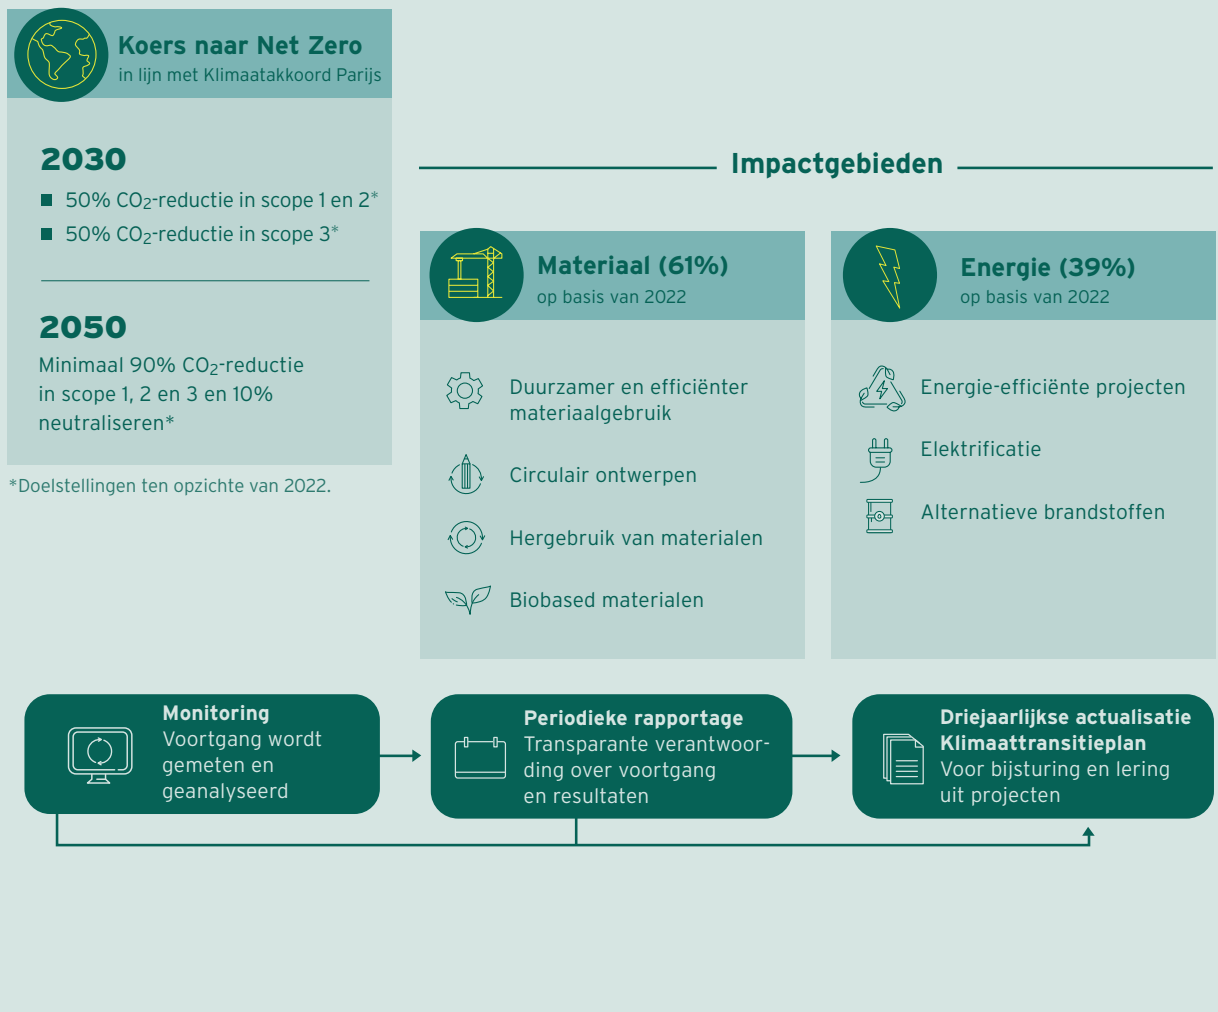 Koers naar Net Zero
in lijn met Klimaatakkoord Parijs
2030
■ 50% CO₂-reductie in scope 1 en 2*
■ 50% CO₂-reductie in scope 3*
2050
Minimaal 90% CO₂-reductie
in scope 1, 2 en 3 en 10%
neutraliseren*
*Doelstellingen ten opzichte van 2022.
Impactgebieden
Materiaal (61%)
op basis van 2022
Duurzamer en efficiënter
materiaalgebruik
Circulair ontwerpen
Hergebruik van materialen
Biobased materialen
Energie (39%)
op basis van 2022
Energie-efficiënte projecten
Elektrificatie
Alternatieve brandstoffen
Monitoring
Voortgang wordt
gemeten en
geanalyseerd
Periodieke rapportage
Transparante verantwoor-
ding over voortgang
en resultaten
Driejaarlijkse actualisatie
Klimaattransitieplan
Voor bijsturing en lering
uit projecten